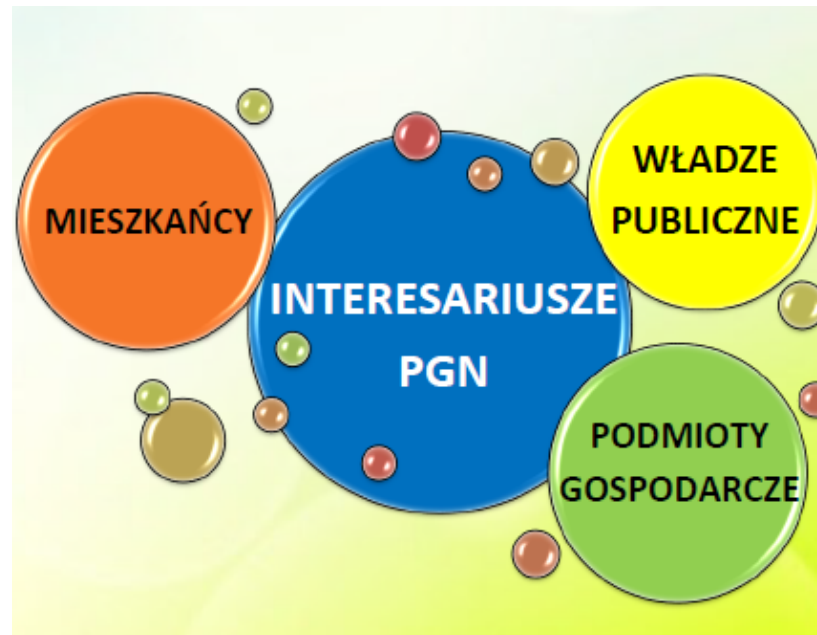 MIESZKAŃCY
INTERESARIUSZE
PGN
WŁADZE
PUBLICZNE
PODMIOTY
GOSPODARCZE